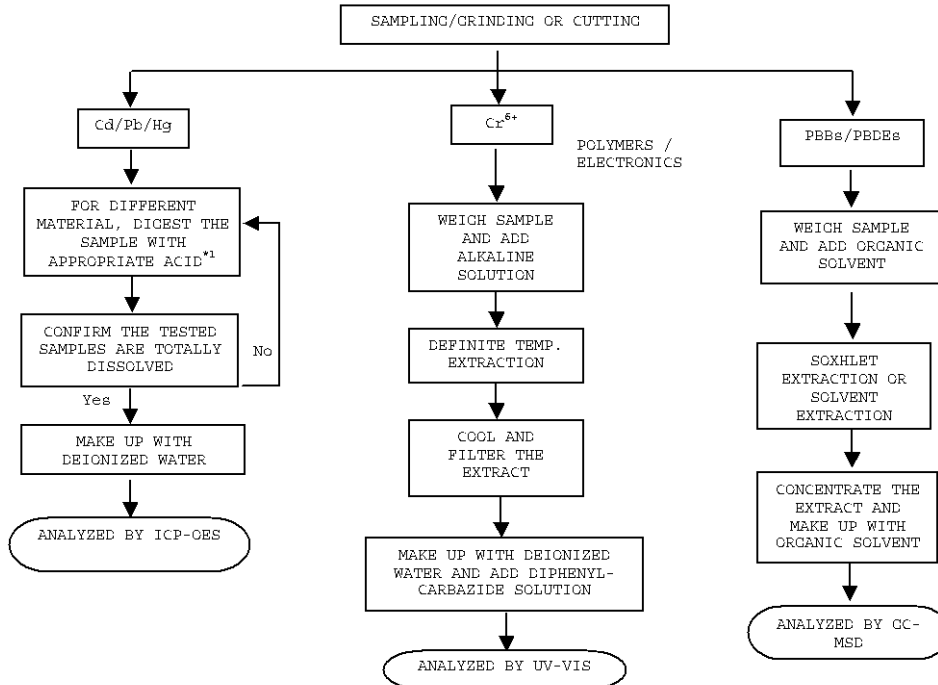 SAMPLING/GRINDING OR CUTTING
Cd/Pb/Hg
FOR DIFFERENT
MATERIAL, DIGEST THE
SAMPLE WITH
APPROPRIATE ACID*1
CONFIRM THE TESTED
SAMPLES ARE TOTALLY
DISSOLVED
No
Yes
MAKE UP WITH
DEIONIZED WATER
ANALYZED BY ICP-OES
Cr6+
POLYMERS /
ELECTRONICS
WEIGH SAMPLE
AND ADD
ALKALINE
SOLUTION
DEFINITE TEMP.
EXTRACTION
COOL AND
FILTER THE
EXTRACT
MAKE UP WITH DEIONIZED
WATER AND ADD DIPHENYL-
CARBAZIDE SOLUTION
ANALYZED BY UV-VIS
PBBs/PBDEs
WEIGH SAMPLE
AND ADD ORGANIC
SOLVENT
SOXHLET
EXTRACTION OR
SOLVENT
EXTRACTION
CONCENTRATE THE
EXTRACT AND
MAKE UP WITH
ORGANIC SOLVENT
ANALYZED BY GC-
MSD